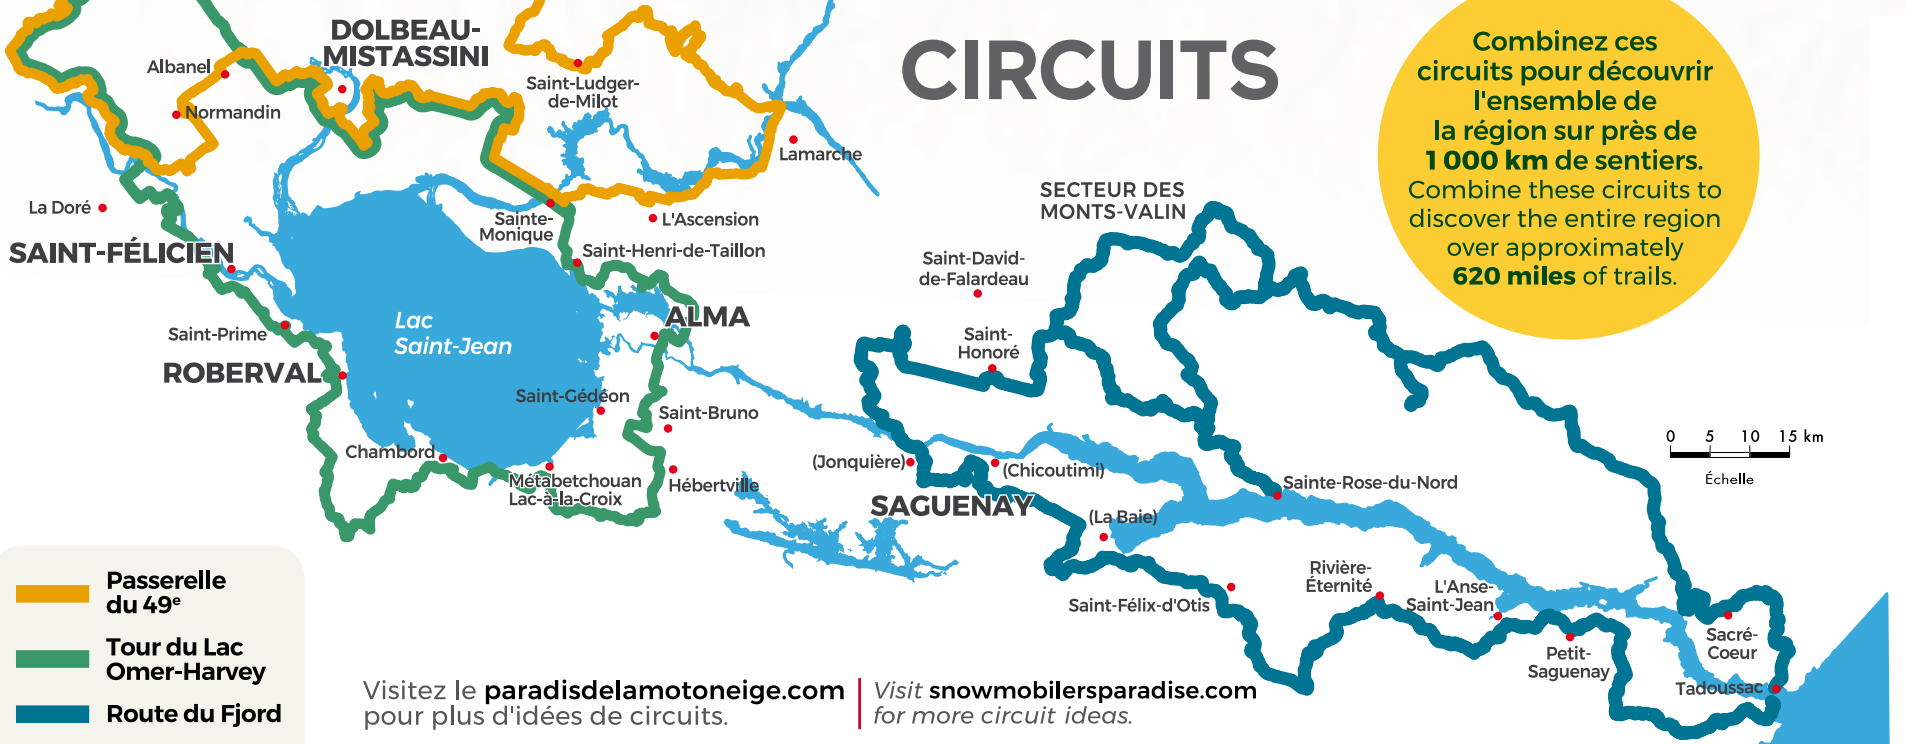 CIRCUITS
Combinez ces
circuits pour découvrir
l'ensemble de
la région sur près de
1 000 km de sentiers.
Combine these circuits to
discover the entire region
over approximately
620 miles of trails.
DOLBEAU-
MISTASSINI
Albanel
Normandin
Saint-Ludger-
de-Milot
Lamarche
La Doré
SAINT-FÉLICIEN
Sainte-
Monique
L'Ascension
Saint-Henri-de-Taillon
SECTEUR DES
MONTS-VALIN
Saint-David-
de-Falardeau
Saint-Prime
ROBERVAL
Lac
Saint-Jean
ALMA
Saint-
Honoré
Saint-Gédéon
Saint-Bruno
Chambord
Métabetchouan
Lac-à-la-Croix
Hébertville
(Jonquière)
(Chicoutimi)
SAGUENAY
(La Baie)
Sainte-Rose-du-Nord
0 5 10 15 km
Échelle
Saint-Félix-d'Otis
Rivière-
Éternité
L'Anse-
Saint-Jean
Petit-
Saguenay
Sacré-
Coeur
Tadoussac
Passerelle
du 49e
Tour du Lac
Omer-Harvey
Route du Fjord
Visitez le paradisdelamotoneige.com
pour plus d'idées de circuits.
Visit snowmobilersparadise.com
for more circuit ideas.